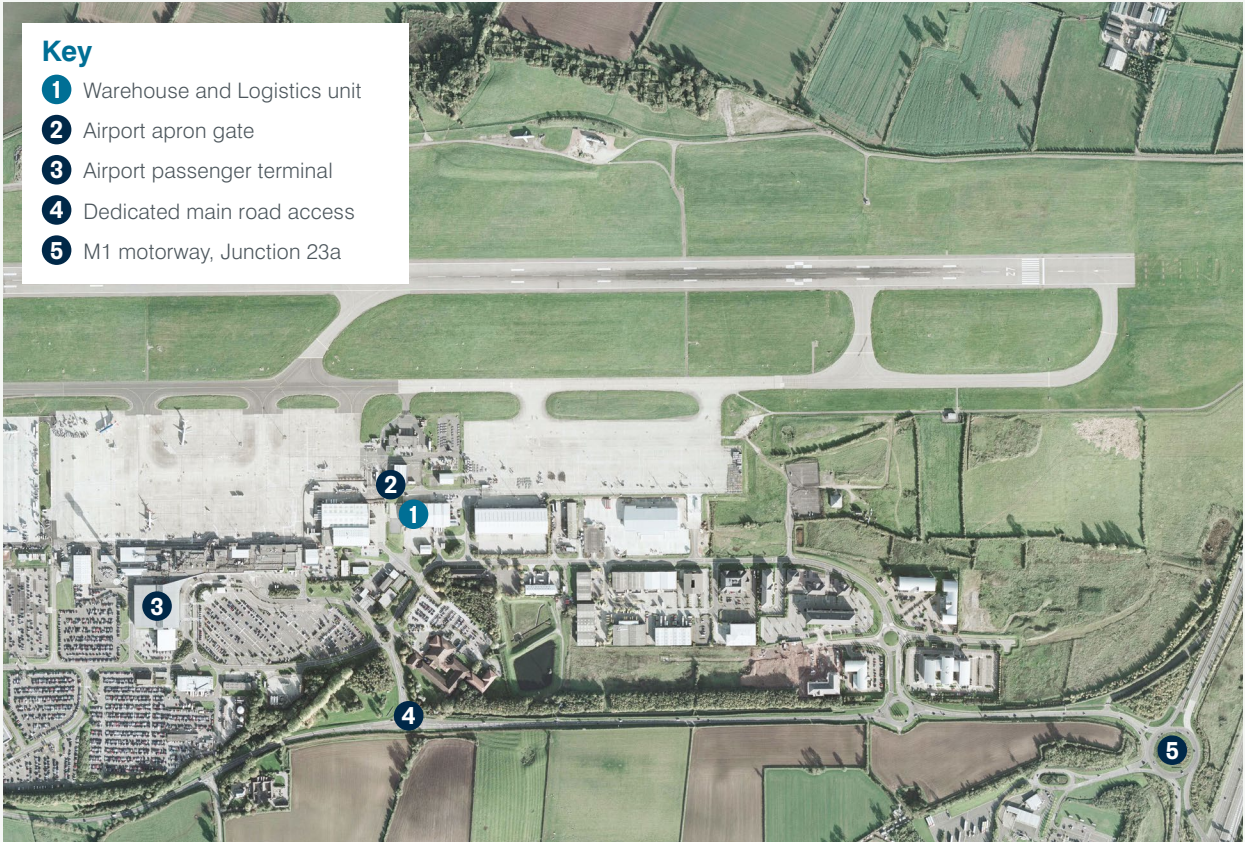 Key
1 Warehouse and Logistics unit
2 Airport apron gate
3 Airport passenger terminal
4 Dedicated main road access
5 M1 motorway, Junction 23a
27
2
1
3
4
5